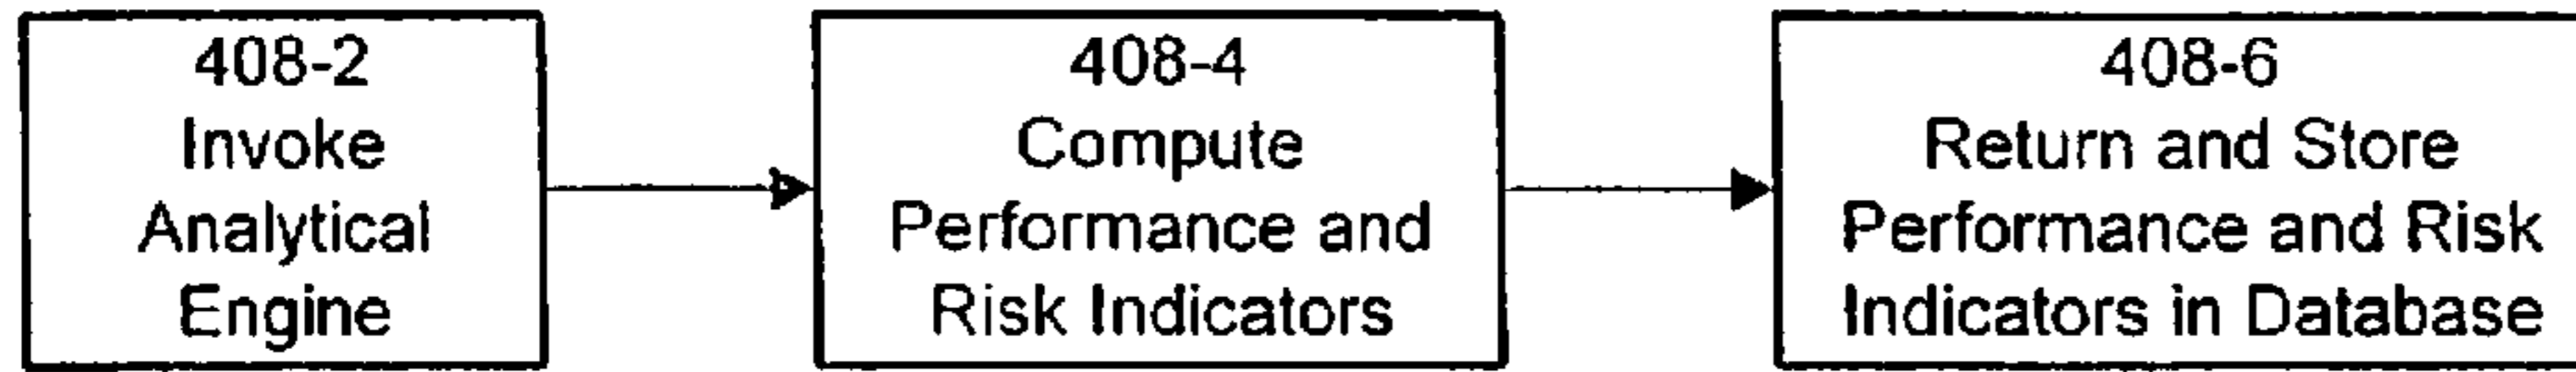 408-2
Invoke
Analytical
Engine
408-4
Compute
Performance and
Risk Indicators
408-6
Return and Store
Performance and Risk
Indicators in Database